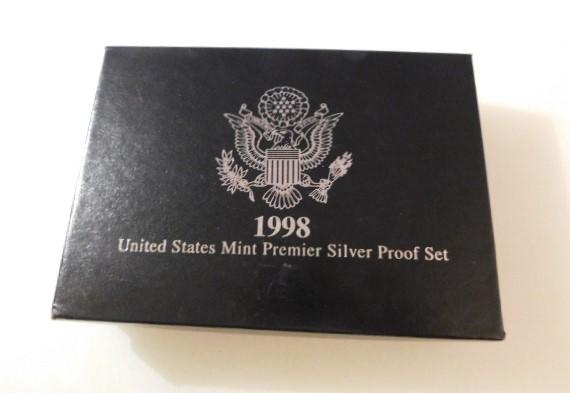 1998
United States Mint Premier Silver Proof Set